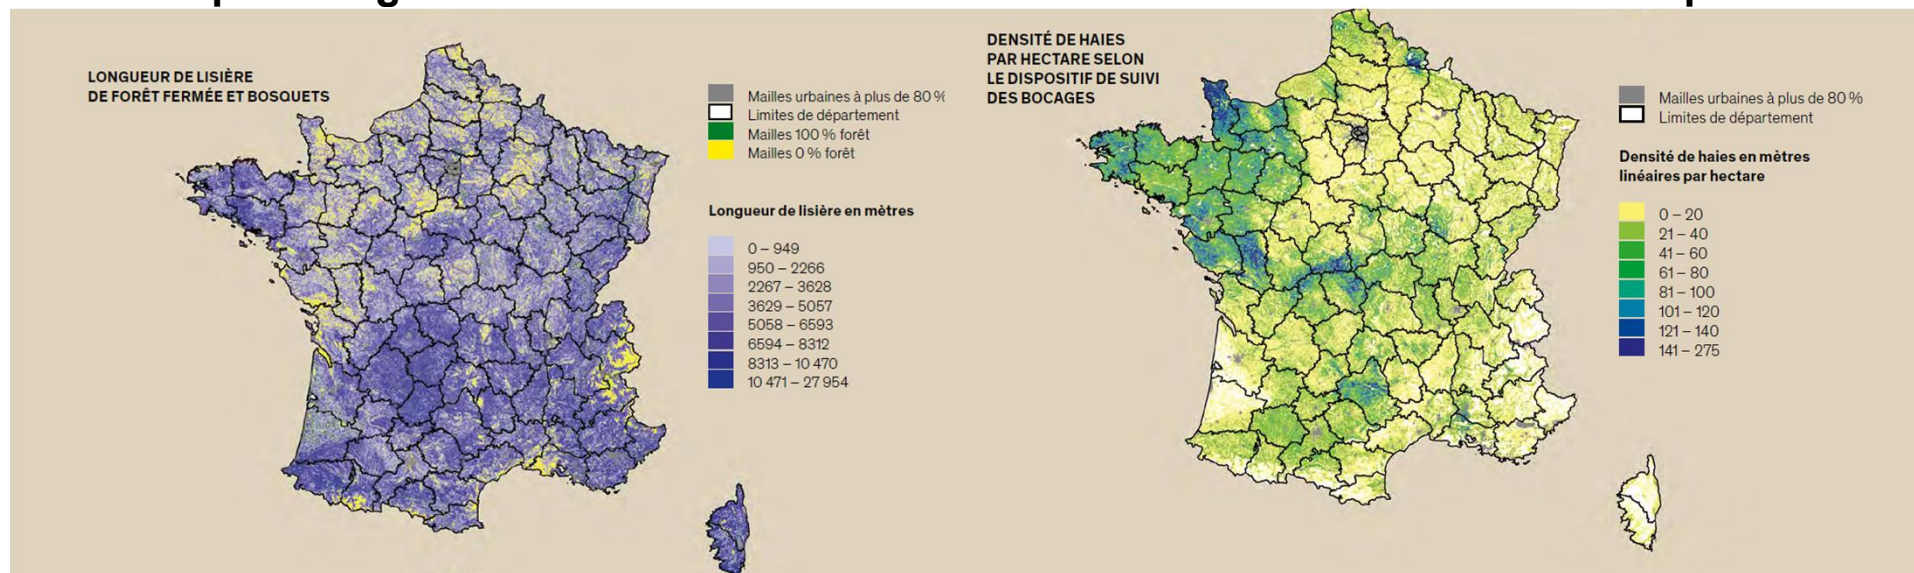 LONGUEUR DE LISIÈRE
DE FORÊT FERMÉE ET BOSQUETS
Mailles urbaines à plus de 80 %
Limites de département
Mailles 100 % forêt
Mailles 0 % forêt
Longueur de lisière en mètres
0 – 949
950 – 2266
2267 – 3628
3629 – 5057
5058 – 6593
6594 – 8312
8313 – 10 470
10 471 – 27 954
DENSITÉ DE HAIES
PAR HECTARE SELON
LE DISPOSITIF DE SUIVI
DES BOCAGES
Mailles urbaines à plus de 80 %
Limites de département
Densité de haies en mètres
linéaires par hectare
0 – 20
21 – 40
41 – 60
61 – 80
81 – 100
101 – 120
121 – 140
141 – 275